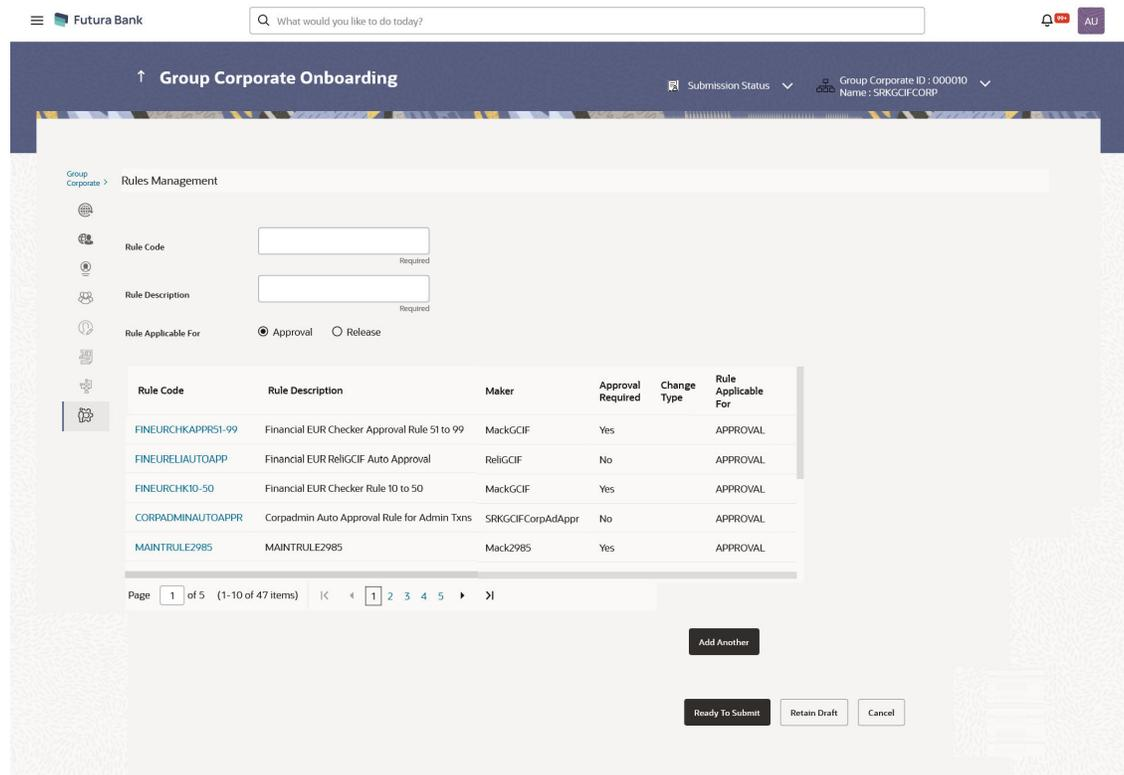 Futura Bank
What would you like to do today?
99+
AU
Group Corporate Onboarding
Submission Status
Group Corporate ID : 000010
Name : SRKGCIFCORP
Group
Corporate >
Rules Management
Rule Code
Required
Rule Description
Required
Rule Applicable For Approval Release
Rule Code Rule Description Maker Approval Required Change Type Rule Applicable For
FINEURCHKAPPR51-99 Financial EUR Checker Approval Rule 51 to 99 MackGCIF Yes APPROVAL
FINEURELIAUTOAPP Financial EUR ReliGCIF Auto Approval ReliGCIF No APPROVAL
FINEURCHK10-50 Financial EUR Checker Rule 10 to 50 MackGCIF Yes APPROVAL
CORPADMINAUTOAPPR Corpadmin Auto Approval Rule for Admin Txns SRKGCIFCorpAdAppr No APPROVAL
MAINTRULE2985 MAINTRULE2985 Mack2985 Yes APPROVAL
Page 1 of 5 (1-10 of 47 items) 1 2 3 4 5
Add Another
Ready To Submit Retain Draft Cancel